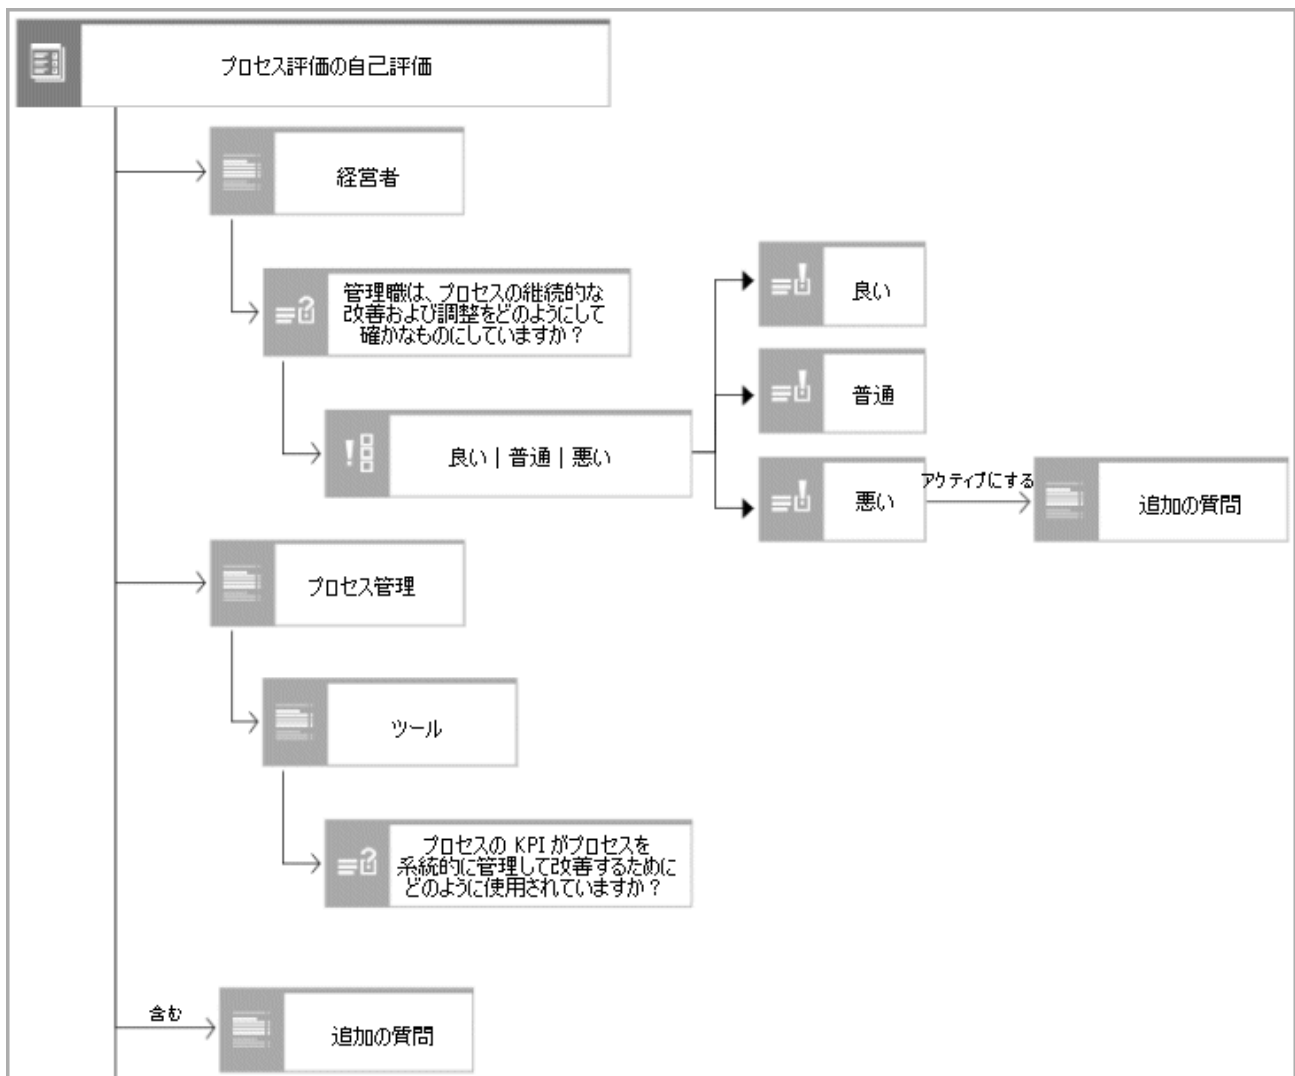 プロセス評価の自己評価
経営者
管理職は、プロセスの継続的な
改善および調整をどのようにして
確かなものにしていますか？
良い
普通
良い | 普通 | 悪い
悪い
アクティブにする
追加の質問
プロセス管理
ツール
プロセスの KPI がプロセスを
系統的に管理して改善するために
どのように使用されていますか？
含む
追加の質問